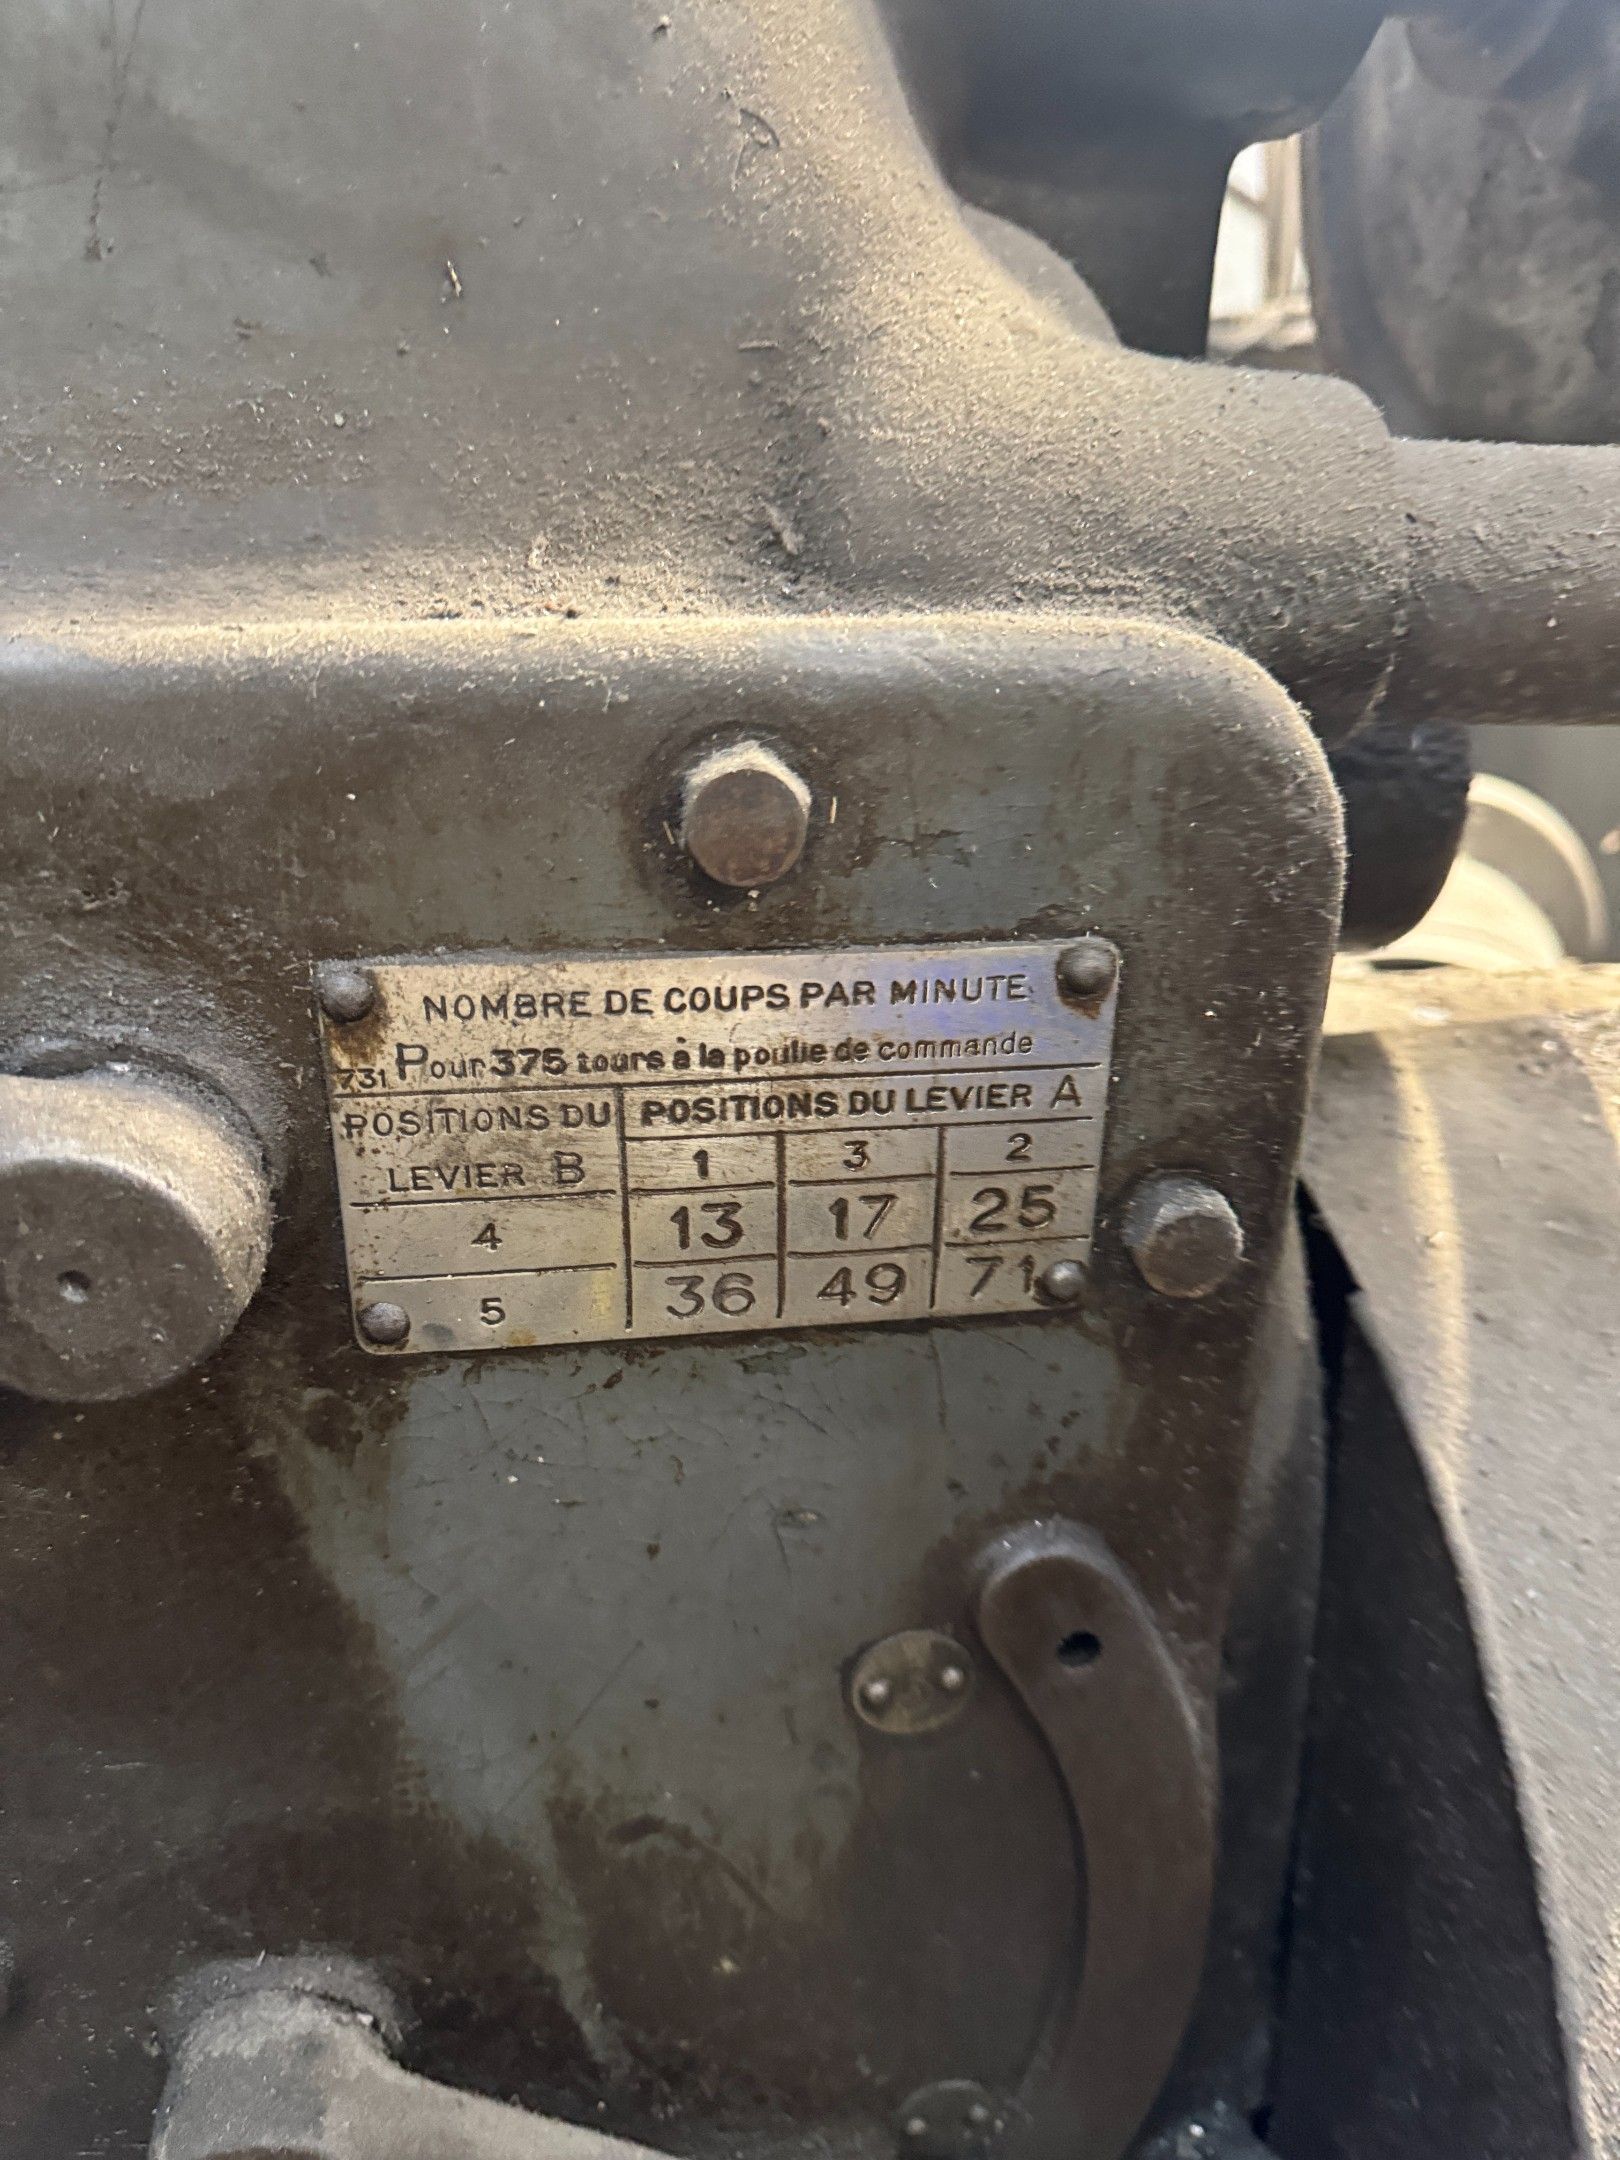 NOMBRE DE COUPS PAR MINUTE
731 Pour 375 tours à la poulie de commande
POSITIONS DU LEVIER B POSITIONS DU LEVIER A
1 3 2
4 13 17 25
5 36 49 71